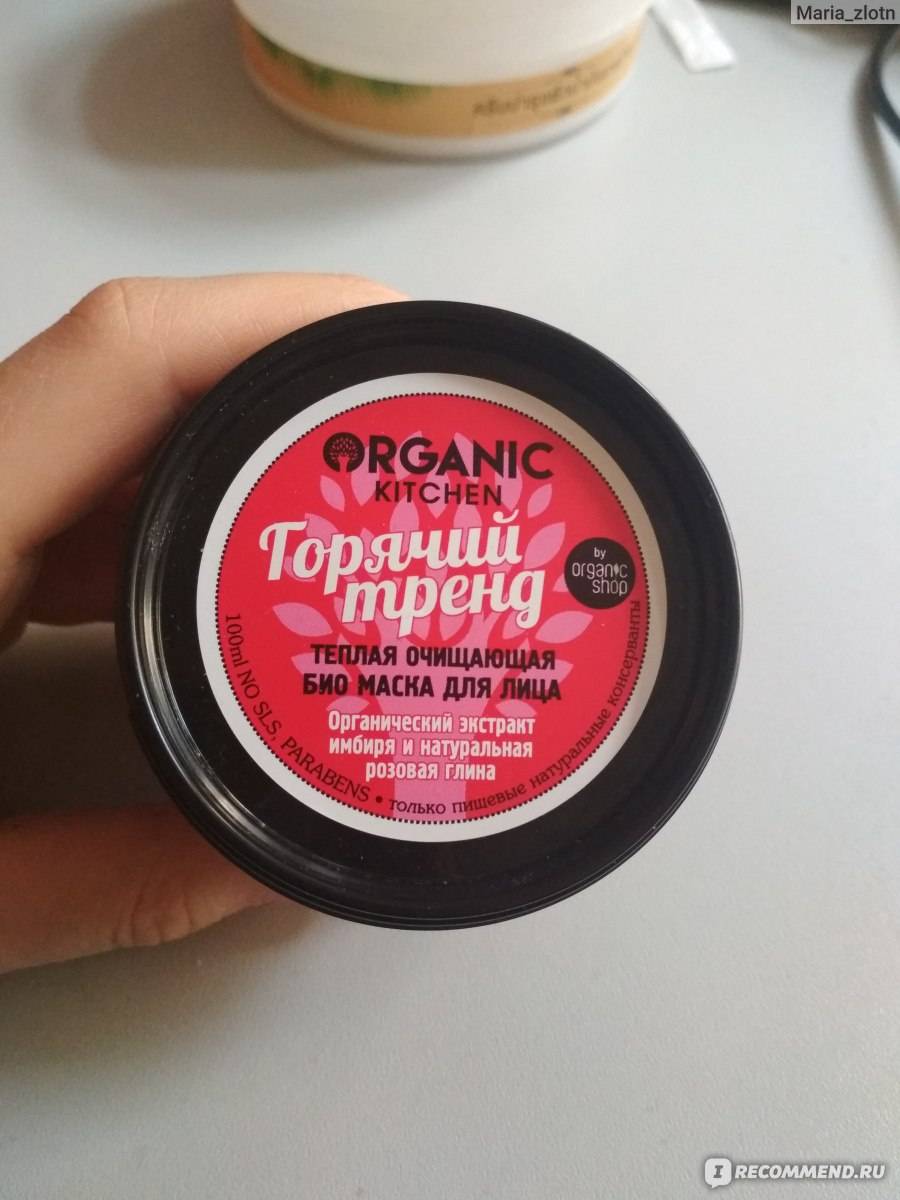 Maria_zlotn
ORGANIC
KITCHEN
Горячий
тренд
by
organic
shop
ТЕПЛАЯ ОЧИЩАЮЩАЯ
БИО МАСКА ДЛЯ ЛИЦА
Органический экстракт
имбиря и натуральная
розовая глина
100ml NO SLS, PARABENS • только пищевые натуральные консерванты
IRECOMMEND.RU